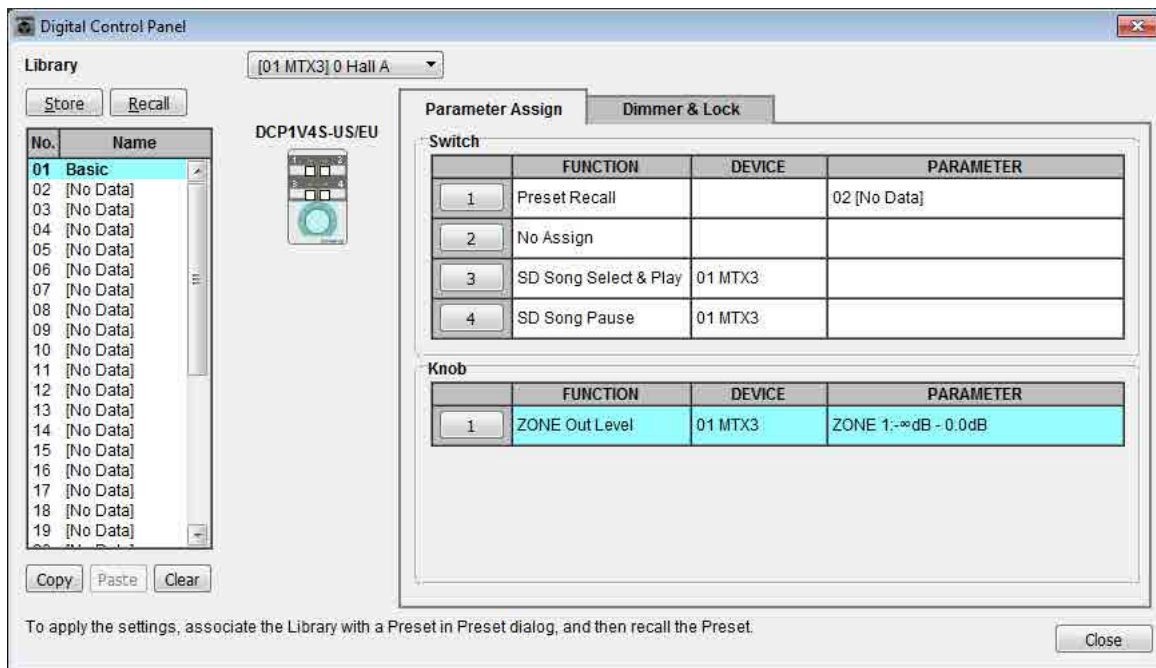 Digital Control Panel
Library
[01 MTX3] 0 Hall A
Store Recall
No. Name
01 Basic
02 [No Data]
03 [No Data]
04 [No Data]
05 [No Data]
06 [No Data]
07 [No Data]
08 [No Data]
09 [No Data]
10 [No Data]
11 [No Data]
12 [No Data]
13 [No Data]
14 [No Data]
15 [No Data]
16 [No Data]
17 [No Data]
18 [No Data]
19 [No Data]
Copy Paste Clear
DCP1V4S-US/EU
1 2
3 4
Parameter Assign Dimmer & Lock
Switch
FUNCTION DEVICE PARAMETER
1 Preset Recall 02 [No Data]
2 No Assign
3 SD Song Select & Play 01 MTX3
4 SD Song Pause 01 MTX3
Knob
FUNCTION DEVICE PARAMETER
1 ZONE Out Level 01 MTX3 ZONE 1:-∞dB - 0.0dB
To apply the settings, associate the Library with a Preset in Preset dialog, and then recall the Preset.
Close